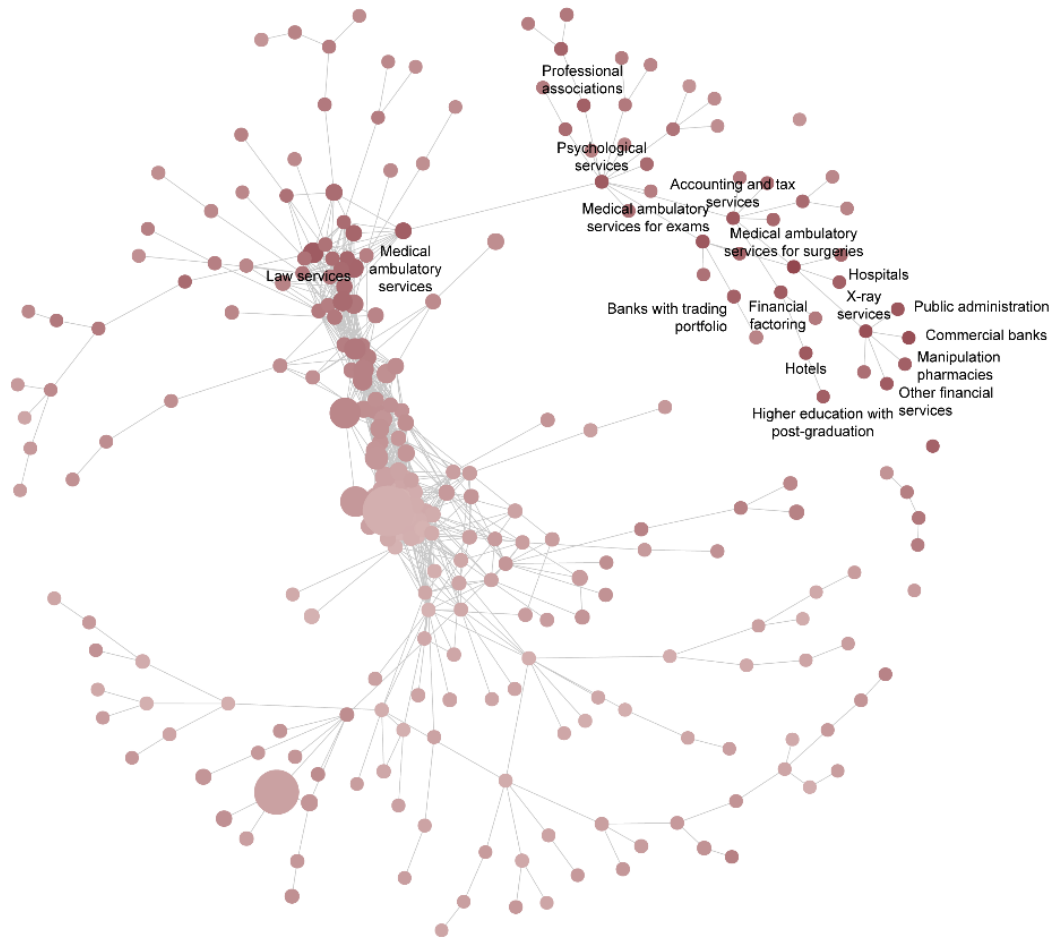 Professional
associations
Psychological
services
Accounting and tax
services
Medical ambulatory
services for exams
Medical ambulatory
services for surgeries
Law services
Medical
ambulatory
services
Hospitals
X-ray
services
Banks with trading
portfolio
Financial
factoring
Public administration
Commercial banks
Manipulation
pharmacies
Hotels
Other financial
services
Higher education with
post-graduation